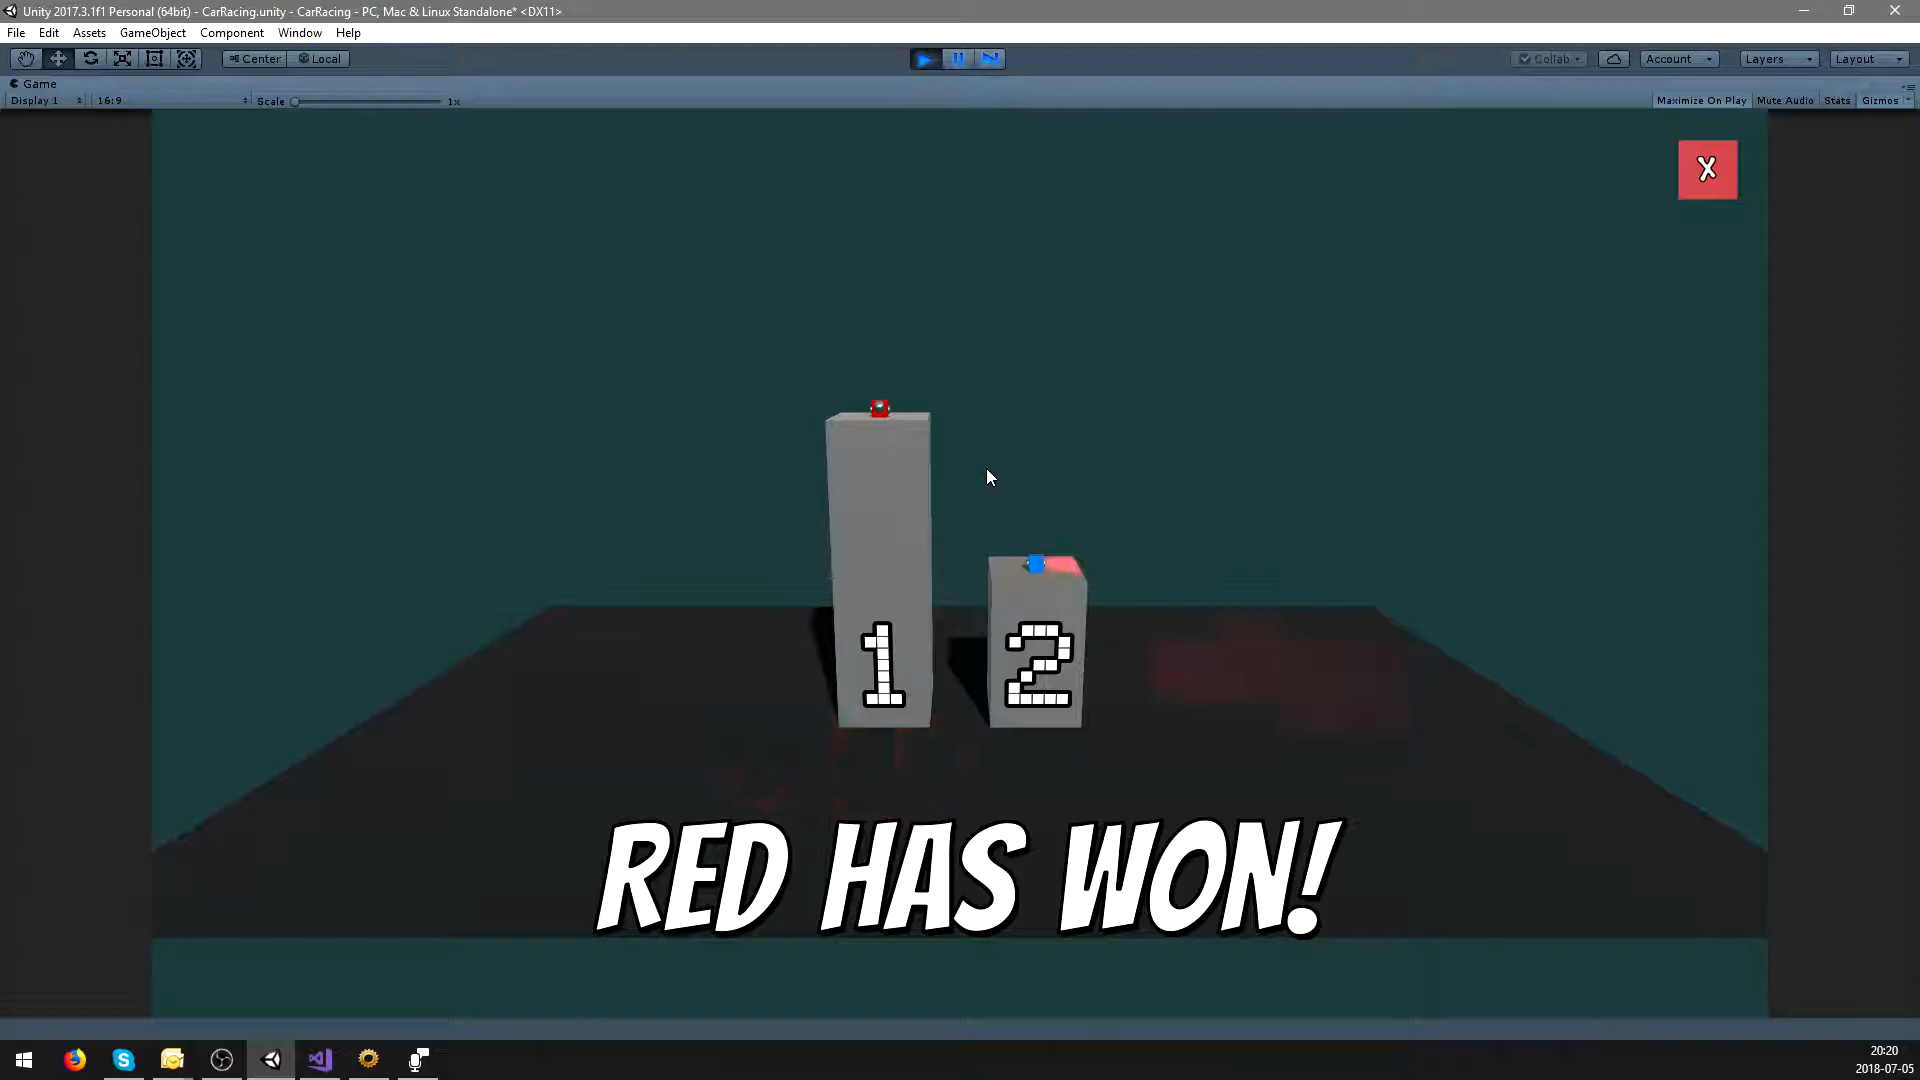 Unity 2017.3.1f1 Personal (64bit) - CarRacing.unity - CarRacing - PC, Mac & Linux Standalone* <DX11>
File Edit Assets GameObject Component Window Help
Center Local Collab Account Layers Layout
Game
Display 1 16:9 Scale 1x Maximize On Play Mute Audio Stats Gizmos
X
1 2
RED HAS WON!
20:20
2018-07-05